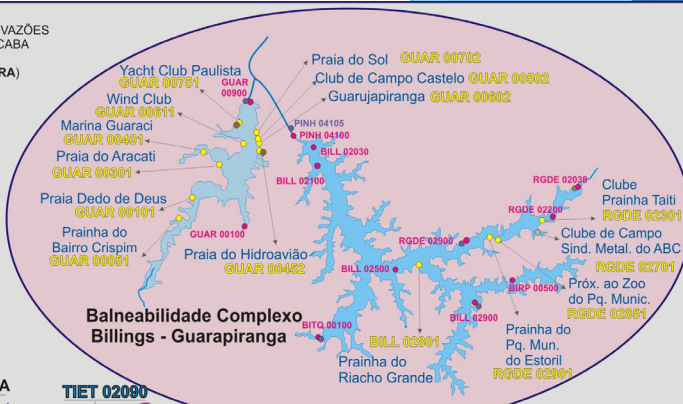 VAZÕES
CABA
RA)
Yacht Club Paulista
GUAR 00751
GUAR
00900
Wind Club
GUAR 00611
Marina Guaraci
GUAR 00401
Praia do Aracati
GUAR 00301
Praia Dedo de Deus
GUAR 00101
Prainha do
Bairro Crispim
GUAR 00051
GUAR 00100
Praia do Sol GUAR 00702
Club de Campo Castelo GUAR 00502
Guarujapiranga GUAR 00602
PINH 04105
PINH 04100
BILL 02030
BILL 02100
Praia do Hidroavião
GUAR 00452
BILL 02500
BITQ 00100
Prainha do
Riacho Grande
BILL 02801
RGDE 02900
BILL 02900
BIRP 00500
RGDE 02200
RGDE 02030
Clube
Prainha Taiti
RGDE 02301
Clube de Campo
Sind. Metal. do ABC
RGDE 02701
Próx. ao Zoo
do Pq. Munic.
RGDE 02851
Prainha do
Pq. Mun.
do Estoril
RGDE 02901
Balneabilidade Complexo
Billings - Guarapiranga
A
TIET 02090